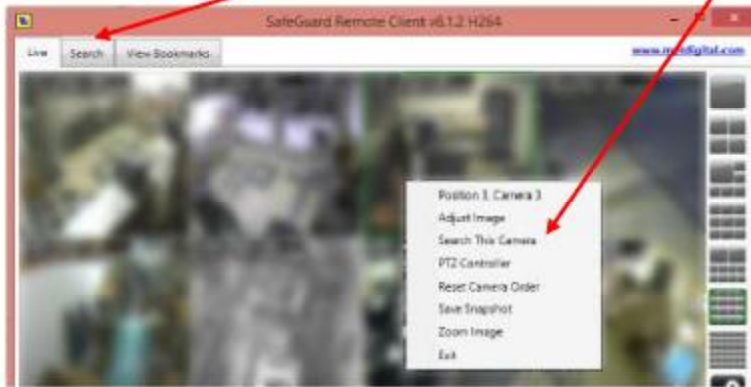 SafeGuard Remote Client v6.1.2 H264
Live
Search
View Bookmarks
Position 3, Camera 3
Adjust Image
Search This Camera
PTZ Controller
Reset Camera Order
Save Snapshot
Zoom Image
Exit